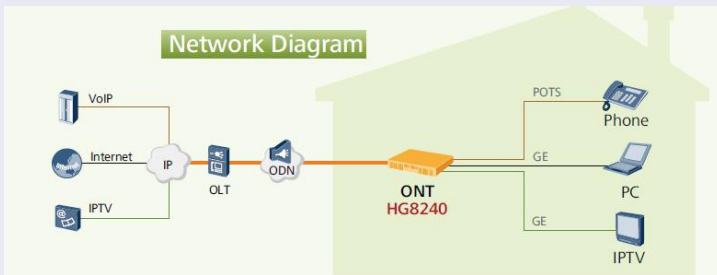 Network Diagram
VoIP
Internet
IPTV
IP
OLT
ODN
ONT
HG8240
POTS
Phone
GE
PC
GE
IPTV